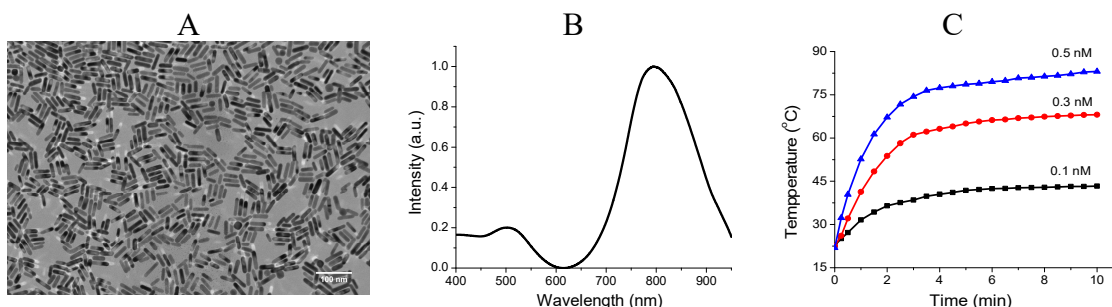 A
100 nm
B
Intensity (a.u.)
1.0
0.8
0.6
0.4
0.2
0.0
400 500 600 700 800 900
Wavelength (nm)
C
Tempperature (°C)
90
75
60
45
30
15
0.5 nM
0.3 nM
0.1 nM
0 2 4 6 8 10
Time (min)